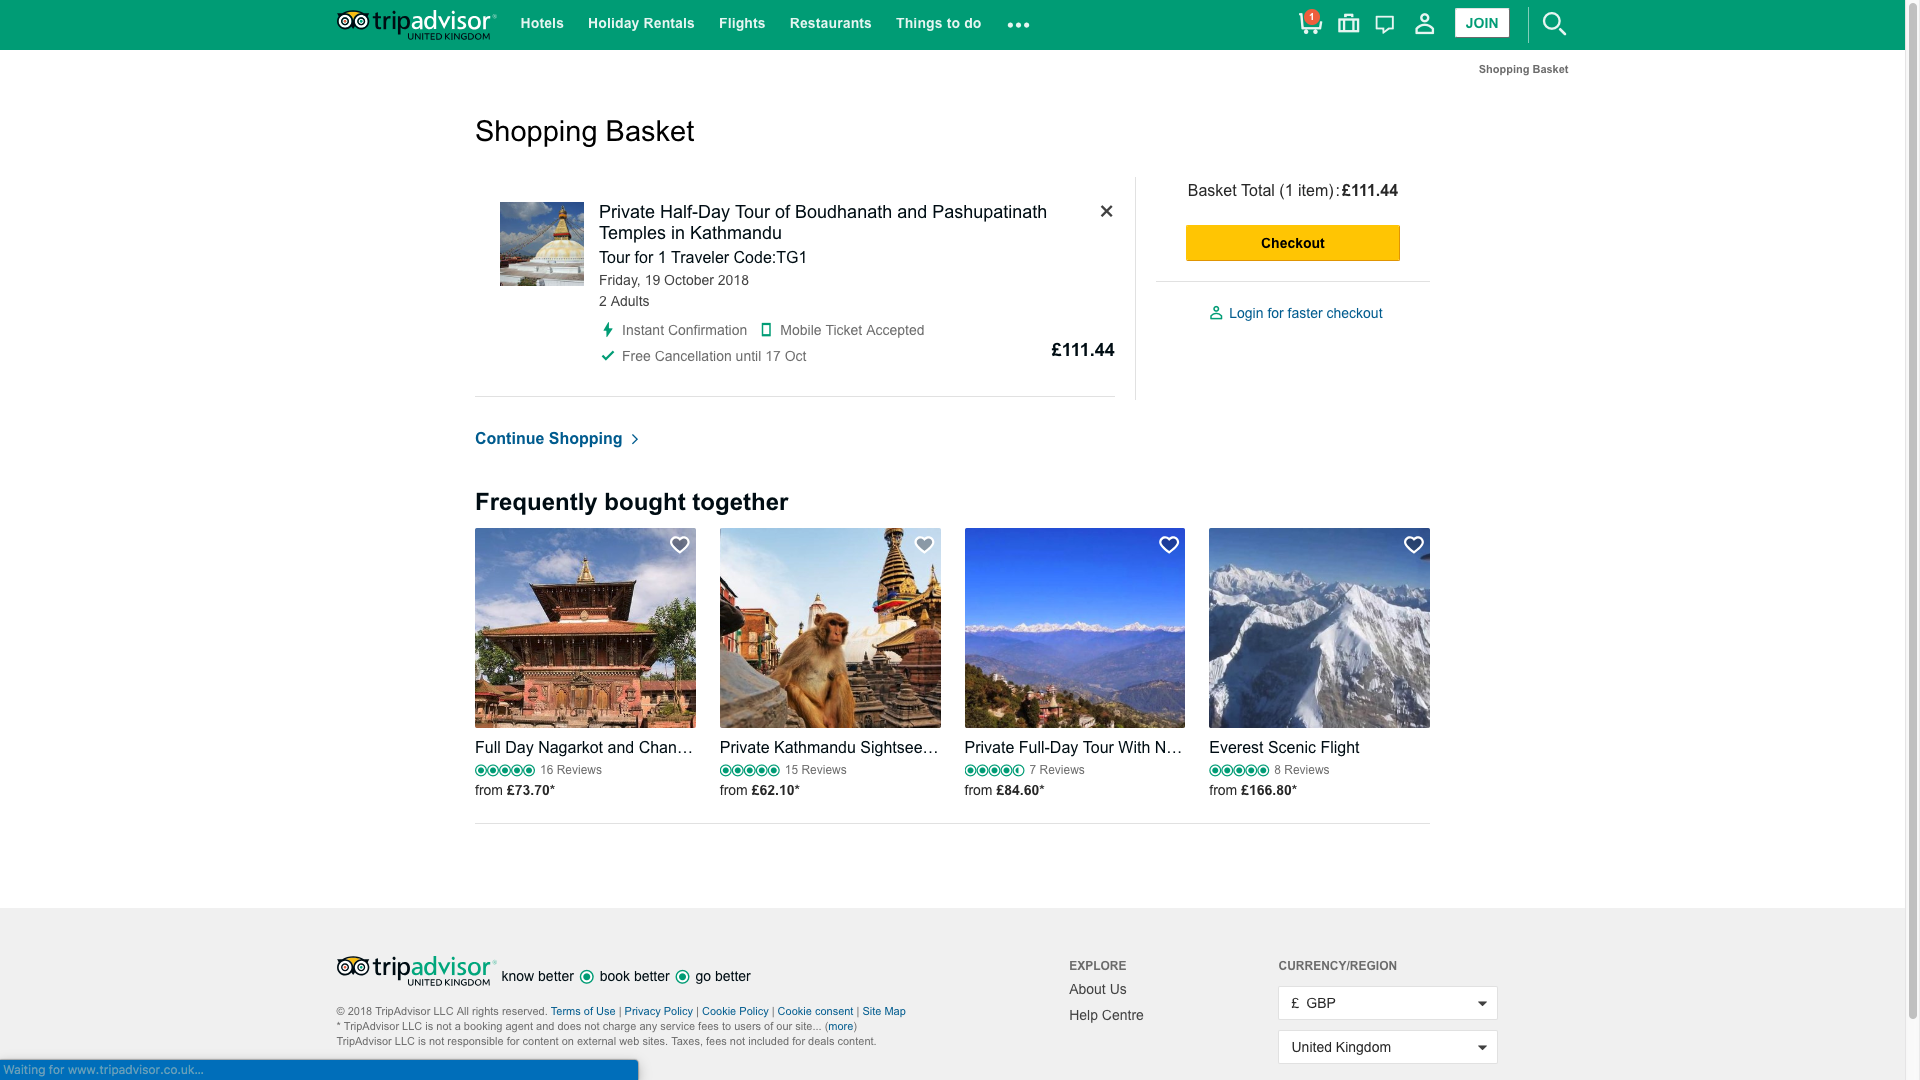 tripadvisor
UNITED KINGDOM
Hotels
Holiday Rentals
Flights
Restaurants
Things to do
1
JOIN
Shopping Basket
Shopping Basket
Private Half-Day Tour of Boudhanath and Pashupatinath
Temples in Kathmandu
Tour for 1 Traveler Code:TG1
Friday, 19 October 2018
2 Adults
Instant Confirmation
Mobile Ticket Accepted
Free Cancellation until 17 Oct
£111.44
Basket Total (1 item):£111.44
Checkout
Login for faster checkout
Continue Shopping
Frequently bought together
Full Day Nagarkot and Chan...
16 Reviews
from £73.70*
Private Kathmandu Sightsee...
15 Reviews
from £62.10*
Private Full-Day Tour With N...
7 Reviews
from £84.60*
Everest Scenic Flight
8 Reviews
from £166.80*
tripadvisor
UNITED KINGDOM
know better book better go better
© 2018 TripAdvisor LLC All rights reserved. Terms of Use | Privacy Policy | Cookie Policy | Cookie consent | Site Map
* TripAdvisor LLC is not a booking agent and does not charge any service fees to users of our site... (more)
TripAdvisor LLC is not responsible for content on external web sites. Taxes, fees not included for deals content.
EXPLORE
About Us
Help Centre
CURRENCY/REGION
£ GBP
United Kingdom
Waiting for www.tripadvisor.co.uk...